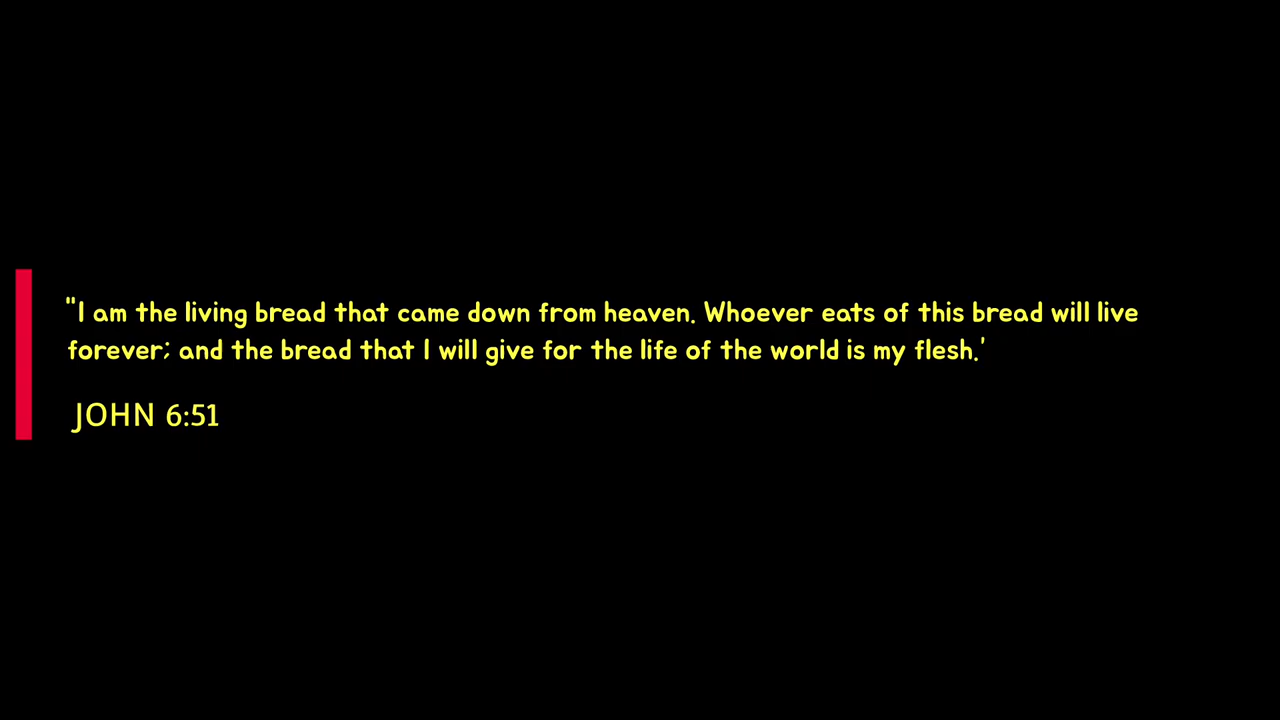 "I am the living bread that came down from heaven. Whoever eats of this bread will live
forever; and the bread that I will give for the life of the world is my flesh.'
JOHN 6:51